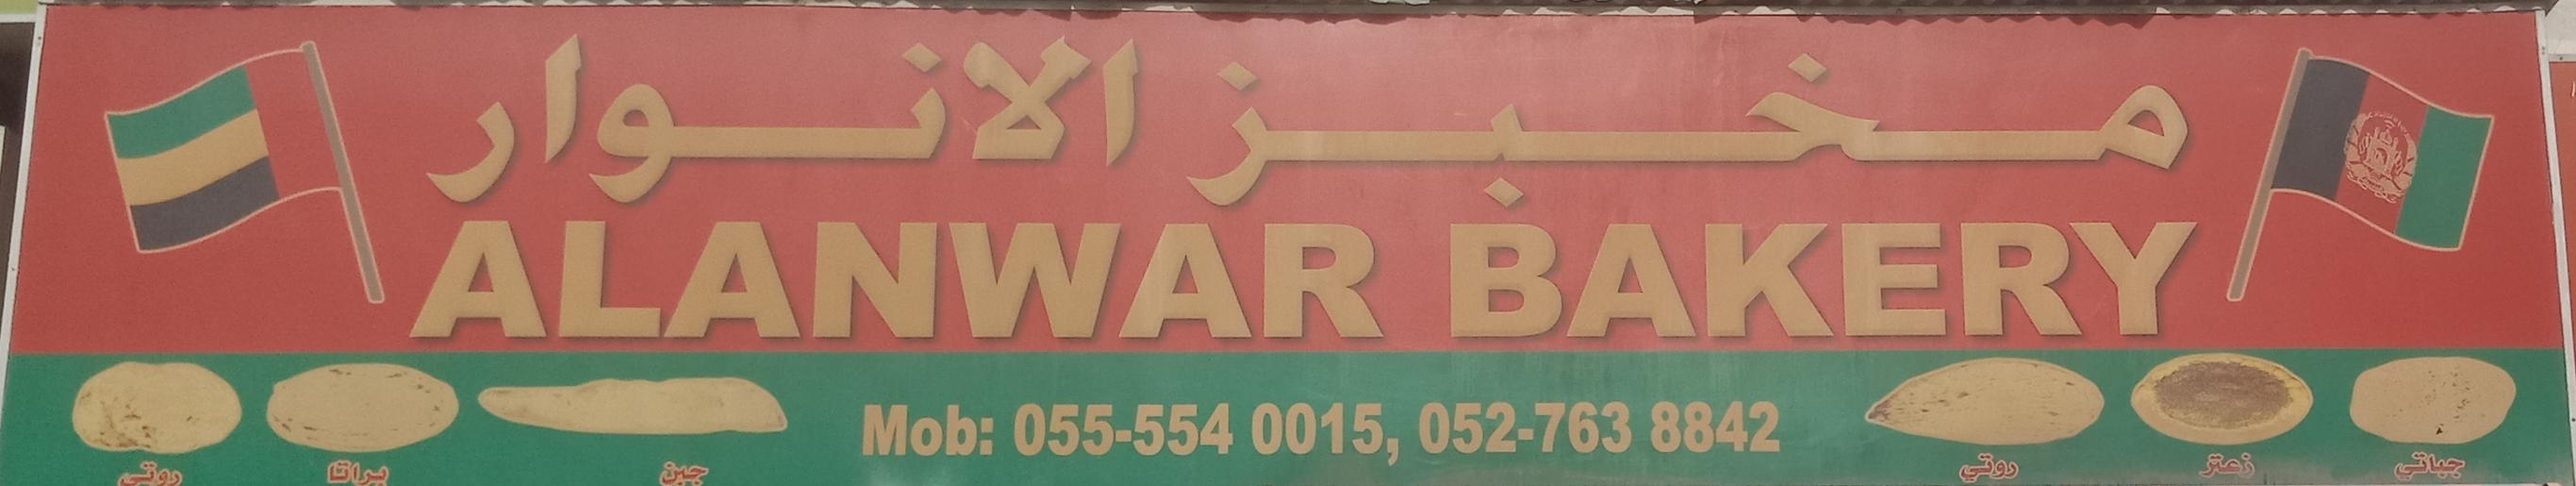 مخبز الانوار
ALANWAR BAKERY
Mob: 055-554 0015, 052-763 8842
روتي
براتا
جبن
روتي
زعتر
جباتي